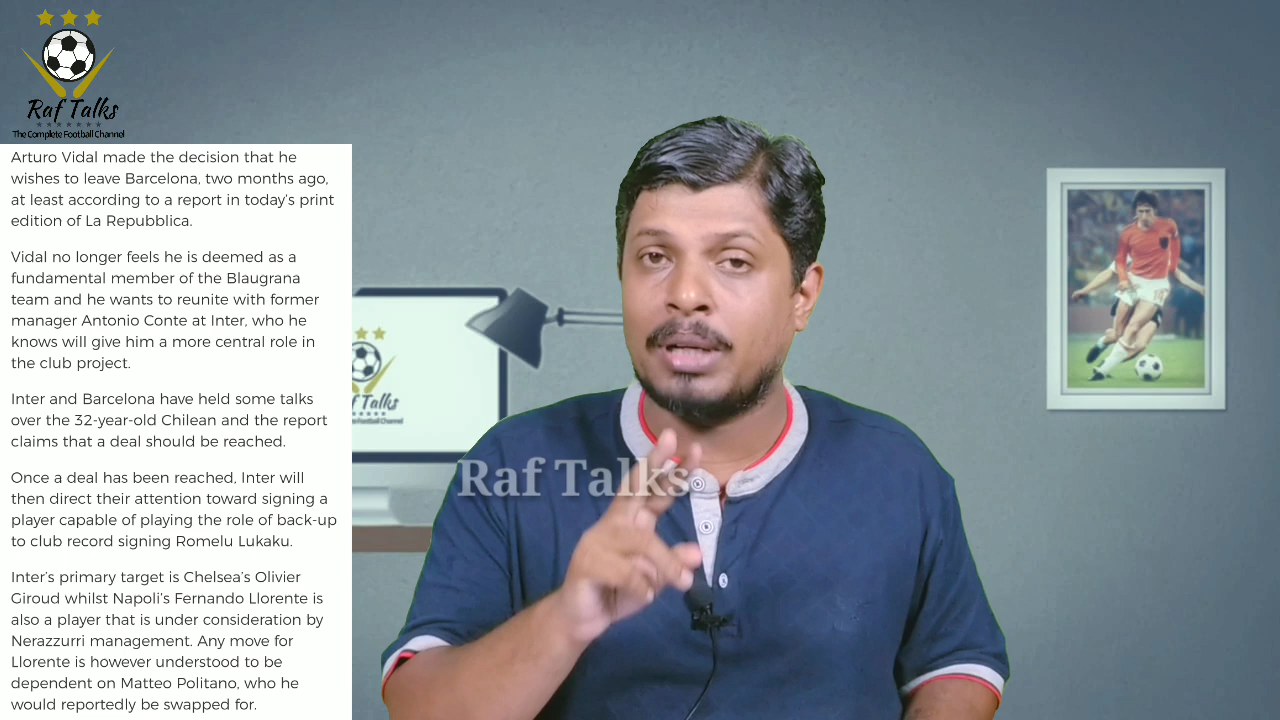 Raf Talks
The Complete Football Channel
Arturo Vidal made the decision that he
wishes to leave Barcelona, two months ago,
at least according to a report in today's print
edition of La Repubblica.
Vidal no longer feels he is deemed as a
fundamental member of the Blaugrana
team and he wants to reunite with former
manager Antonio Conte at Inter, who he
knows will give him a more central role in
the club project.
Inter and Barcelona have held some talks
over the 32-year-old Chilean and the report
claims that a deal should be reached.
Once a deal has been reached, Inter will
then direct their attention toward signing a
player capable of playing the role of back-up
to club record signing Romelu Lukaku.
Inter's primary target is Chelsea's Olivier
Giroud whilst Napoli's Fernando Llorente is
also a player that is under consideration by
Nerazzurri management. Any move for
Llorente is however understood to be
dependent on Matteo Politano, who he
would reportedly be swapped for.
Talks
Football Channel
Raf Talks